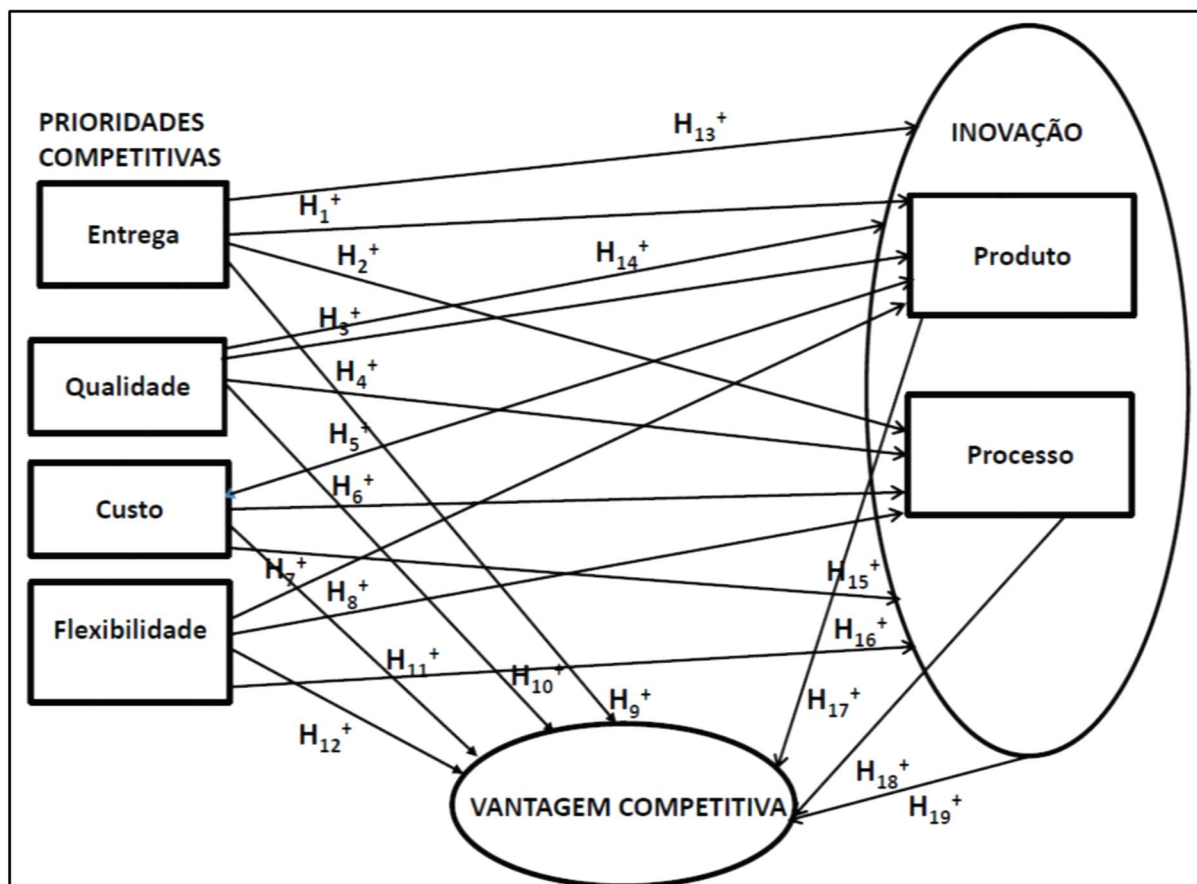 PRIORIDADES
COMPETITIVAS
INOVAÇÃO
Entrega
Qualidade
Custo
Flexibilidade
Produto
Processo
VANTAGEM COMPETITIVA
H₁⁺
H₂⁺
H₃⁺
H₄⁺
H₅⁺
H₆⁺
H₇⁺
H₈⁺
H₉⁺
H₁₀⁺
H₁₁⁺
H₁₂⁺
H₁₃⁺
H₁₄⁺
H₁₅⁺
H₁₆⁺
H₁₇⁺
H₁₈⁺
H₁₉⁺